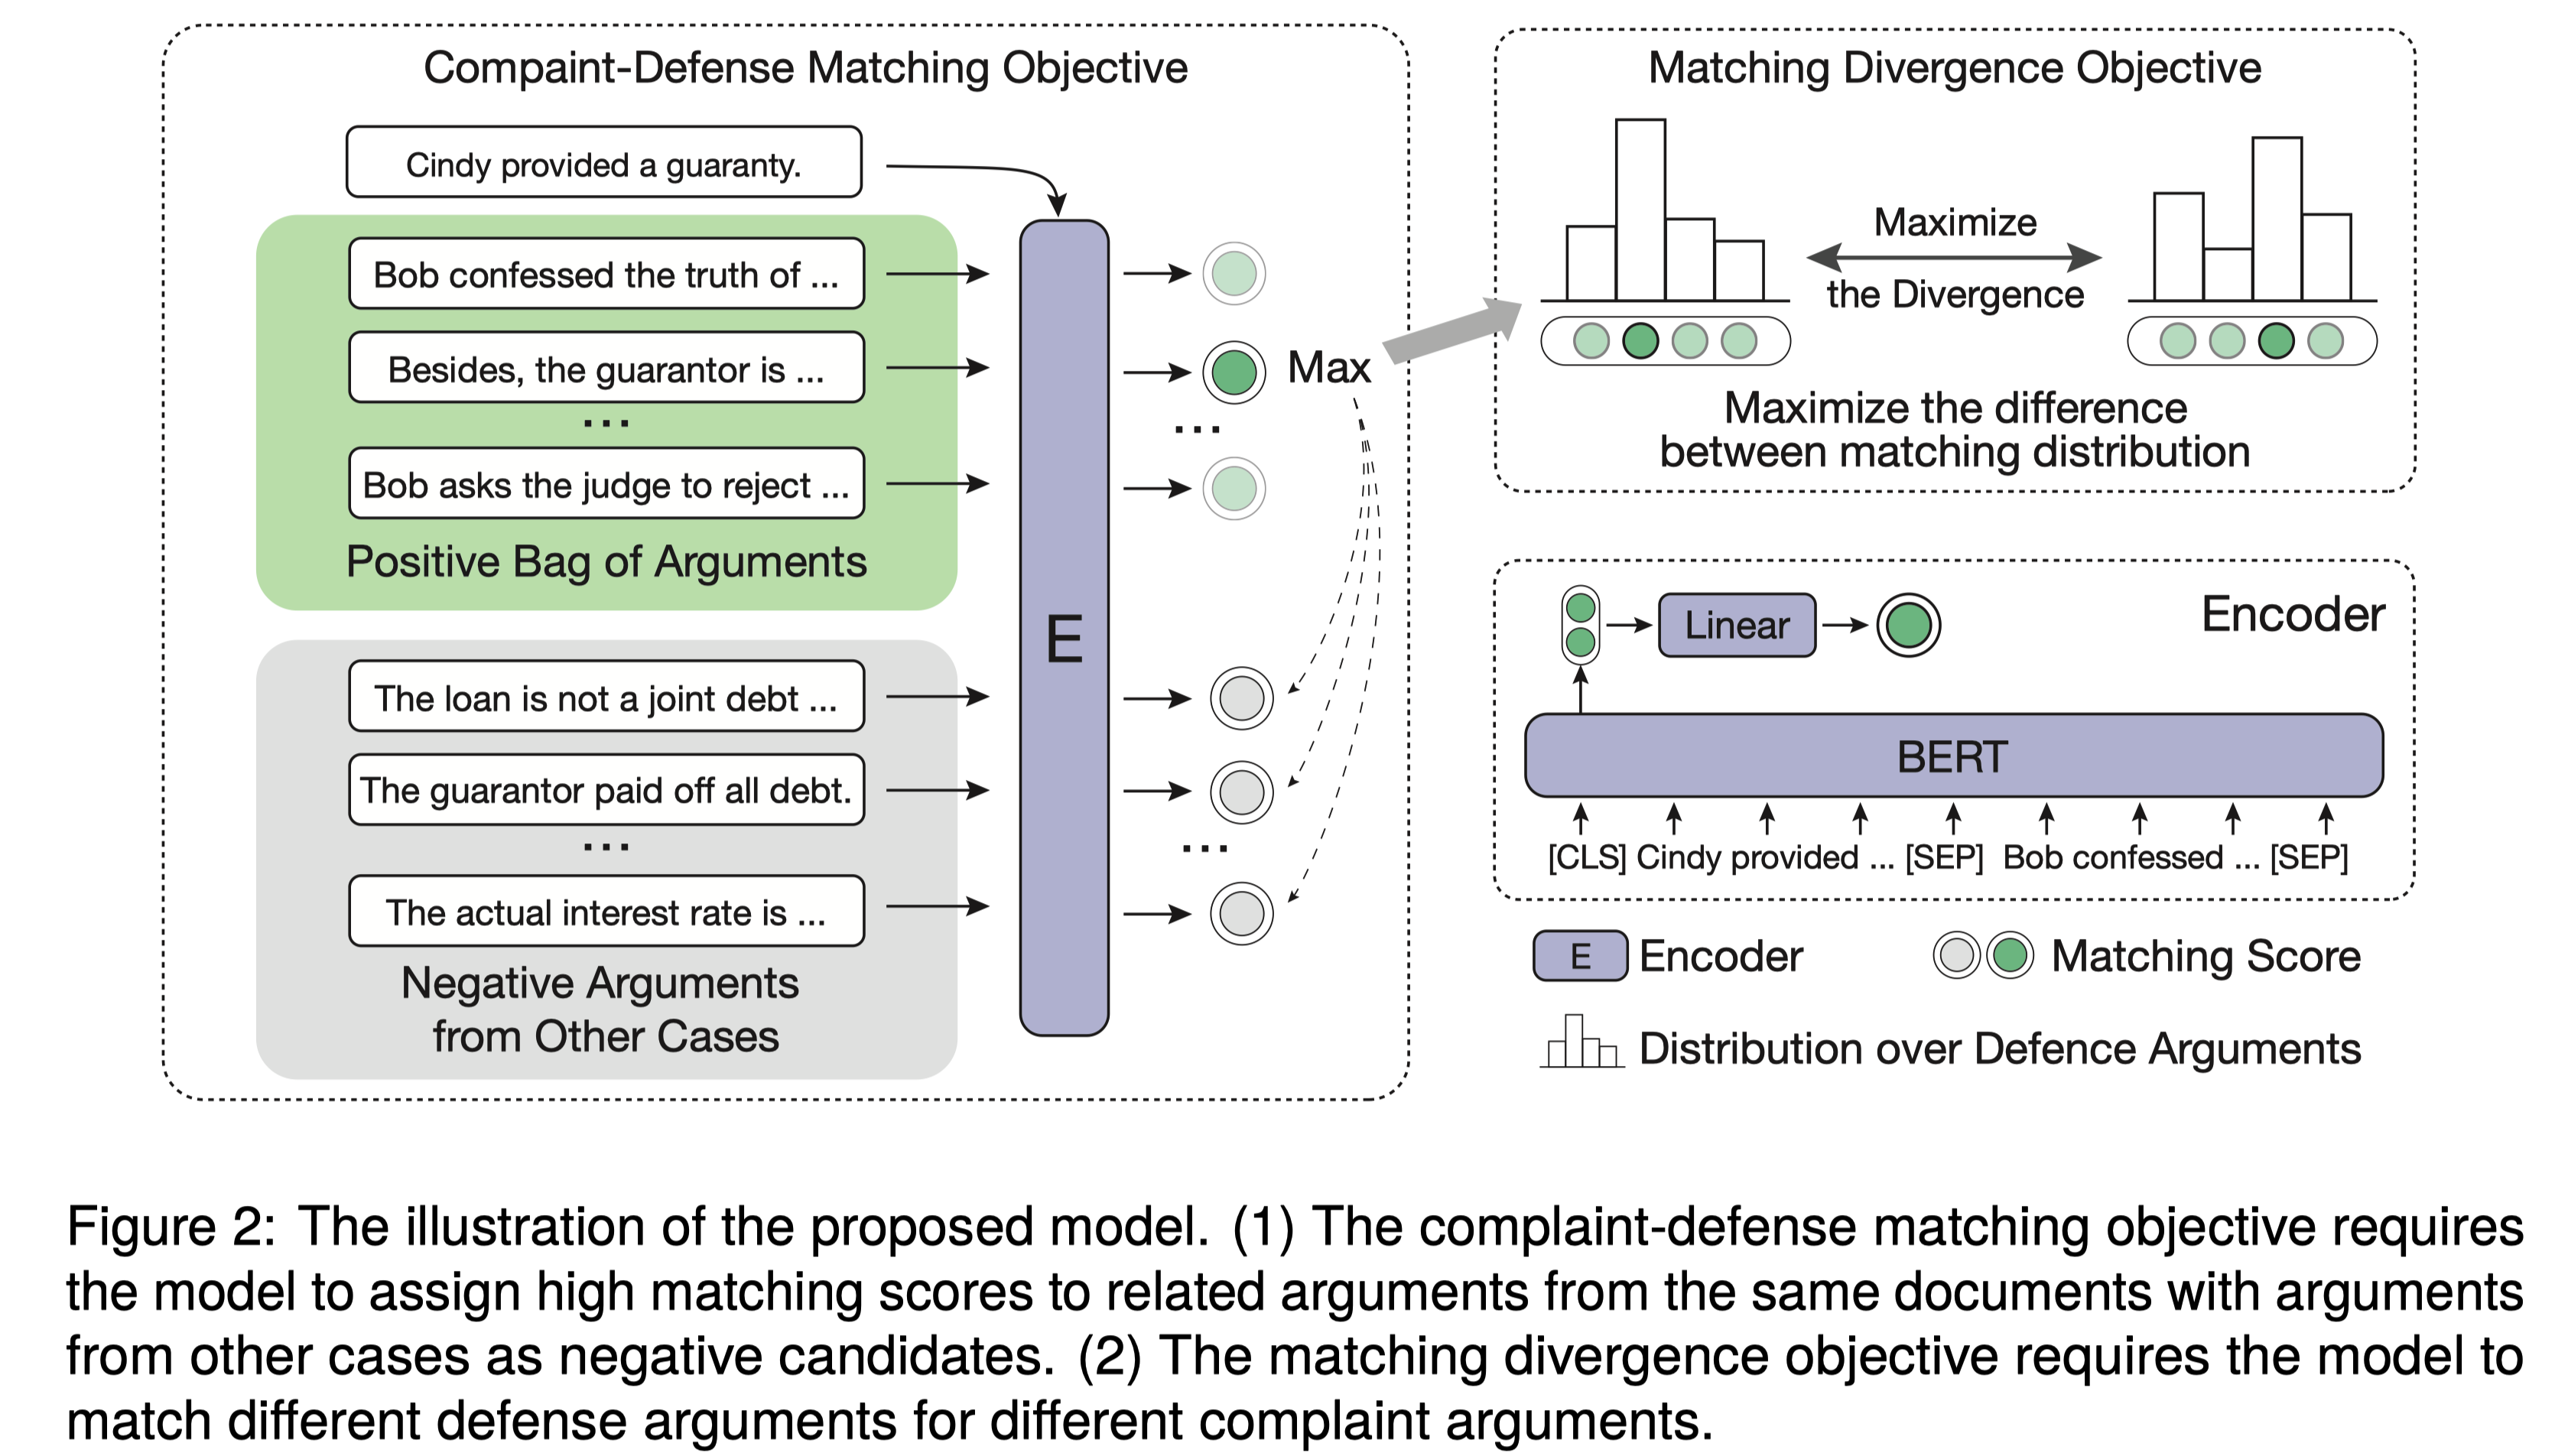 Compaint-Defense Matching Objective
Cindy provided a guaranty.
Bob confessed the truth of ...
Besides, the guarantor is ...
...
Bob asks the judge to reject ...
Positive Bag of Arguments
The loan is not a joint debt ...
The guarantor paid off all debt.
...
The actual interest rate is ...
Negative Arguments
from Other Cases
E
Max
...
...
Matching Divergence Objective
Maximize
the Divergence
Maximize the difference
between matching distribution
Encoder
Linear
BERT
[CLS] Cindy provided ... [SEP] Bob confessed ... [SEP]
E Encoder
Matching Score
Distribution over Defence Arguments
Figure 2: The illustration of the proposed model. (1) The complaint-defense matching objective requires
the model to assign high matching scores to related arguments from the same documents with arguments
from other cases as negative candidates. (2) The matching divergence objective requires the model to
match different defense arguments for different complaint arguments.